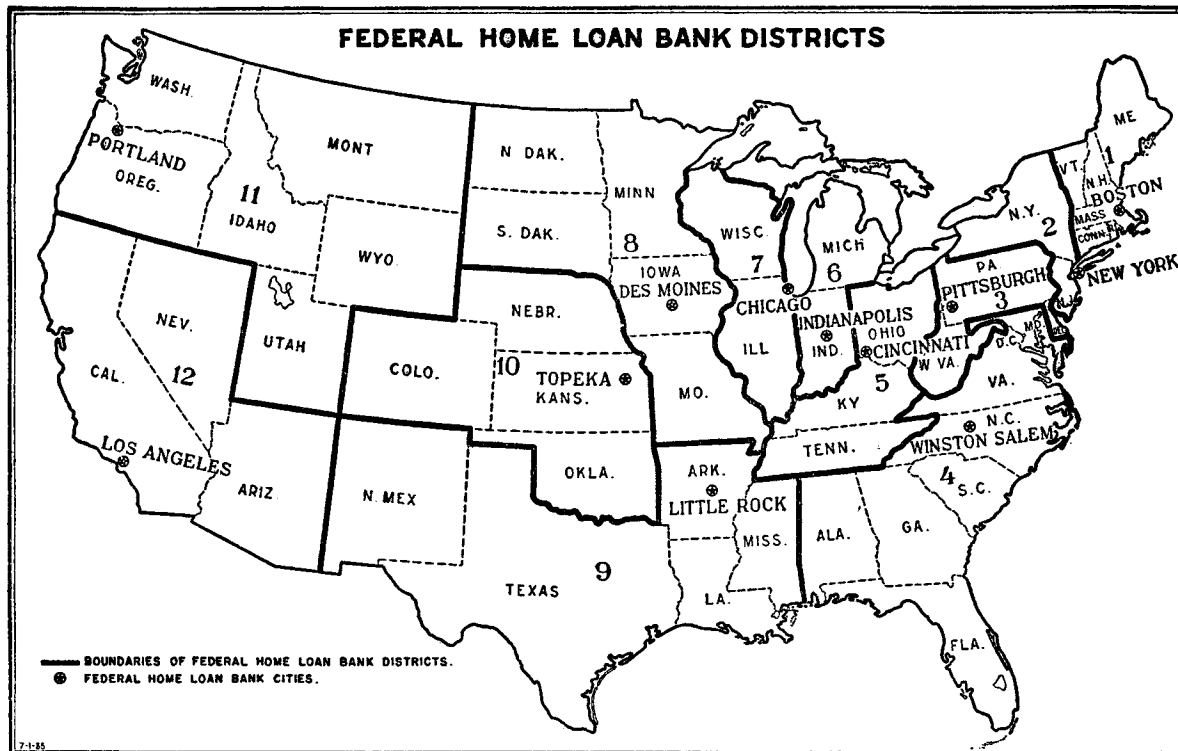 FEDERAL HOME LOAN BANK DISTRICTS
WASH.
PORTLAND
OREG.
MONT
11
IDAHO
WYO.
N DAK.
S. DAK.
MINN
8
IOWA
DES MOINES
WISC.
7
CHICAGO
MICH
6
N.Y.
2
VT.
N.H.
ME
1
BOSTON
MASS
CONN.
R.I.
NEW YORK
PA
PITTSBURGH
3
N.J.
DEL.
MD.
D.C.
NEV.
UTAH
CAL.
12
LOS ANGELES
ARIZ
COLO.
NEBR.
10
TOPEKA
KANS.
MO.
ILL
INDIANAPOLIS
IND.
OHIO
CINCINNATI
W VA.
5
KY
VA.
N.C.
WINSTON SALEM
TENN.
4
S.C.
N. MEX
OKLA.
ARK.
LITTLE ROCK
MISS.
ALA.
GA.
TEXAS
9
LA.
FLA.
BOUNDARIES OF FEDERAL HOME LOAN BANK DISTRICTS.
FEDERAL HOME LOAN BANK CITIES.
7-1-35